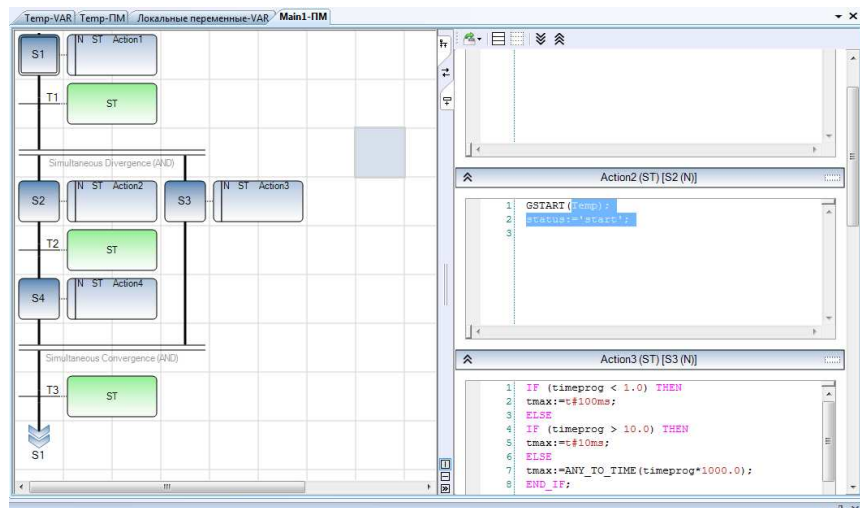 Temp-VAR Temp-ПМ Локальные переменные-VAR Main1-ПМ
S1 N ST Action1
T1 ST
Simultaneous Divergence (AND)
S2 N ST Action2 S3 N ST Action3
T2 ST
S4 N ST Action4
Simultaneous Convergence (AND)
T3 ST
S1
Action2 (ST) [S2 (N)]
1 GSTART(Temp);
2 status:='start';
3
Action3 (ST) [S3 (N)]
1 IF (timeprog < 1.0) THEN
2 tmax:=t#100ms;
3 ELSE
4 IF (timeprog > 10.0) THEN
5 tmax:=t#10ms;
6 ELSE
7 tmax:=ANY_TO_TIME(timeprog*1000.0);
8 END_IF;